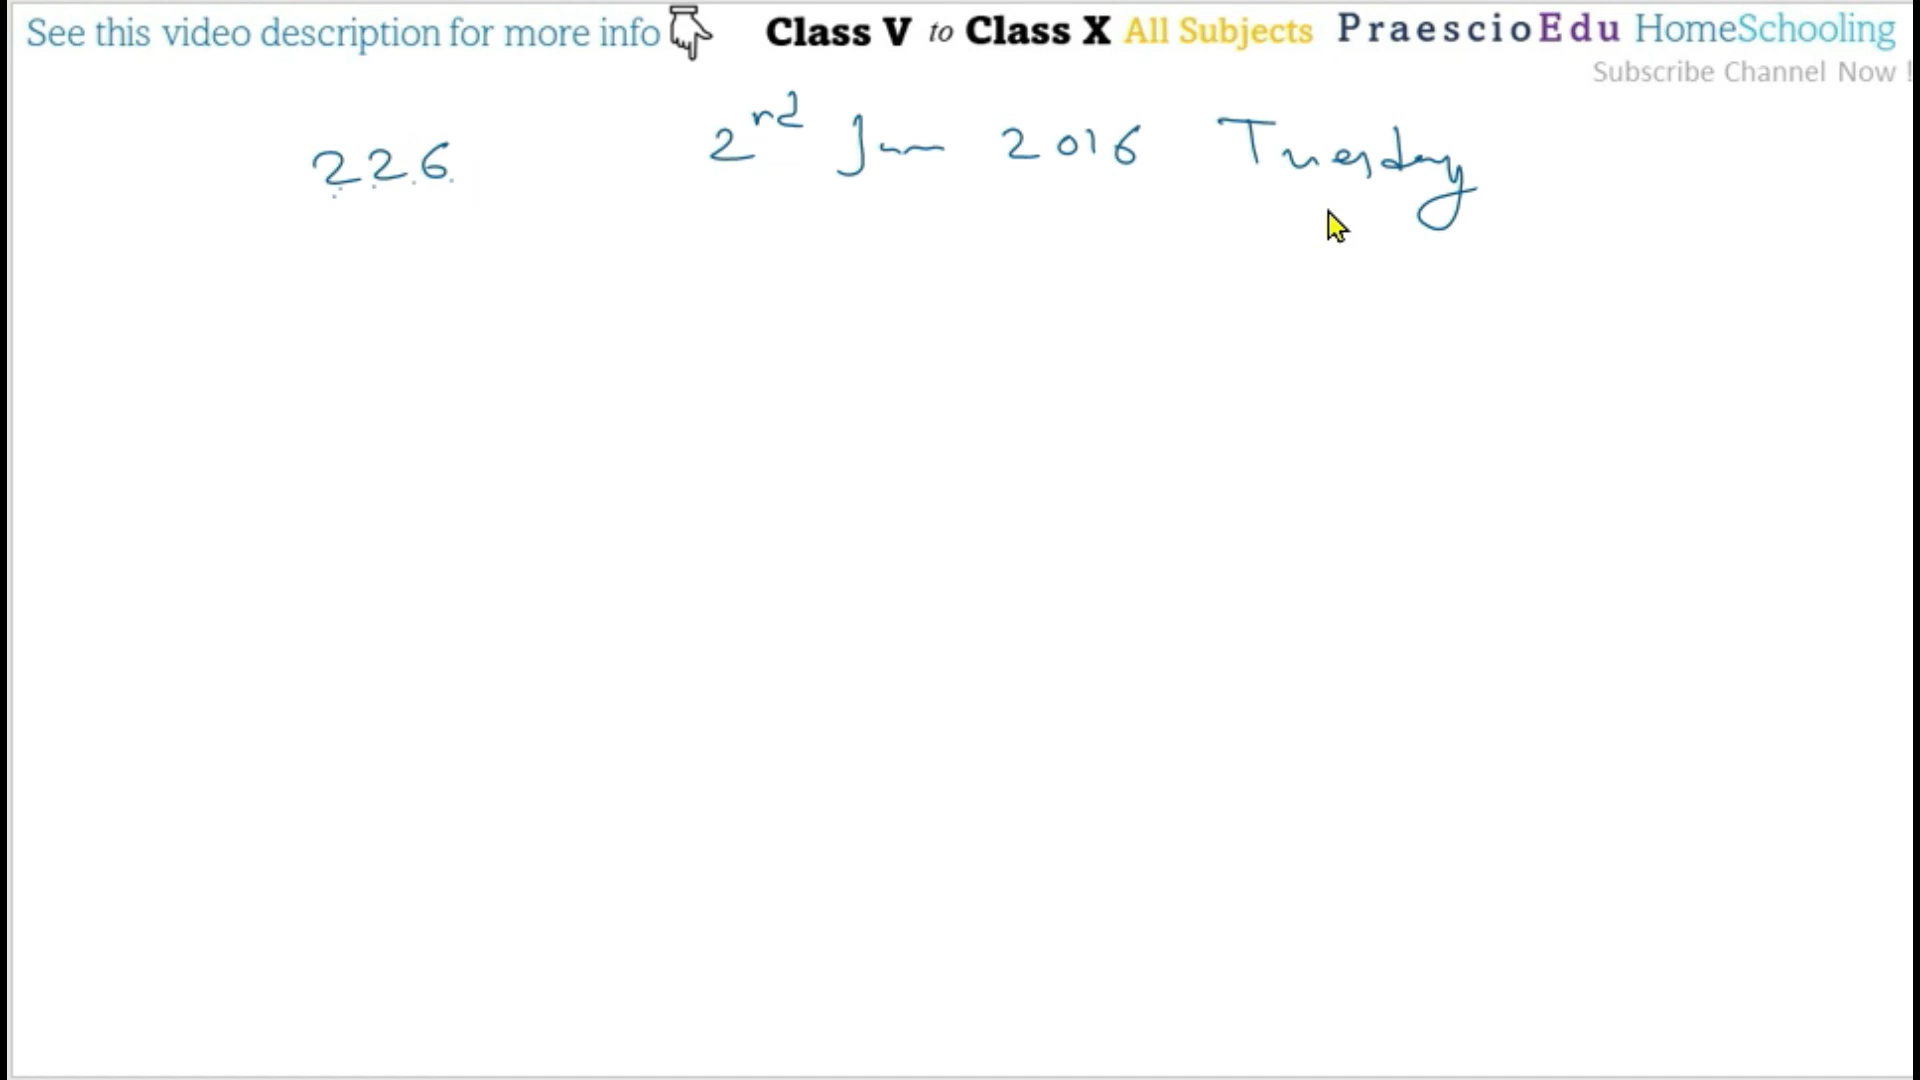 See this video description for more info Class V to Class X All Subjects PraescioEdu HomeSchooling
Subscribe Channel Now !
226 2rd Jun 2016 Tuesday